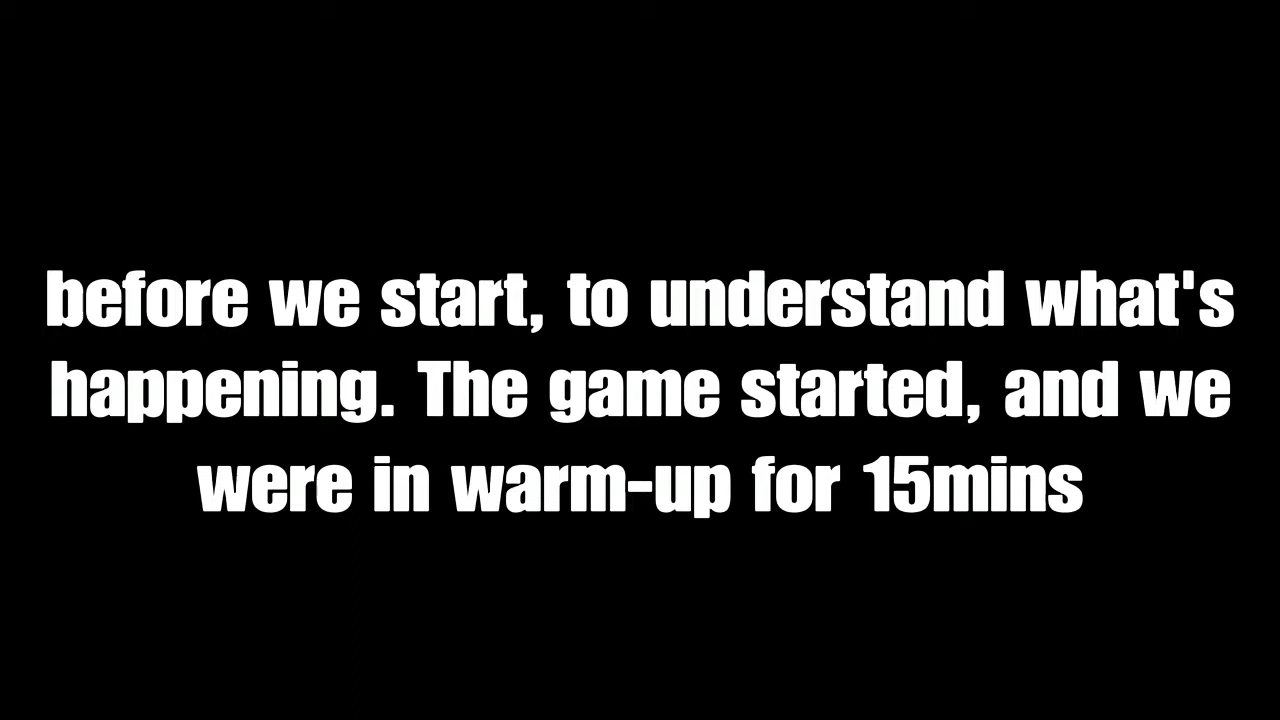 before we start, to understand what's
happening. The game started, and we
were in warm-up for 15mins